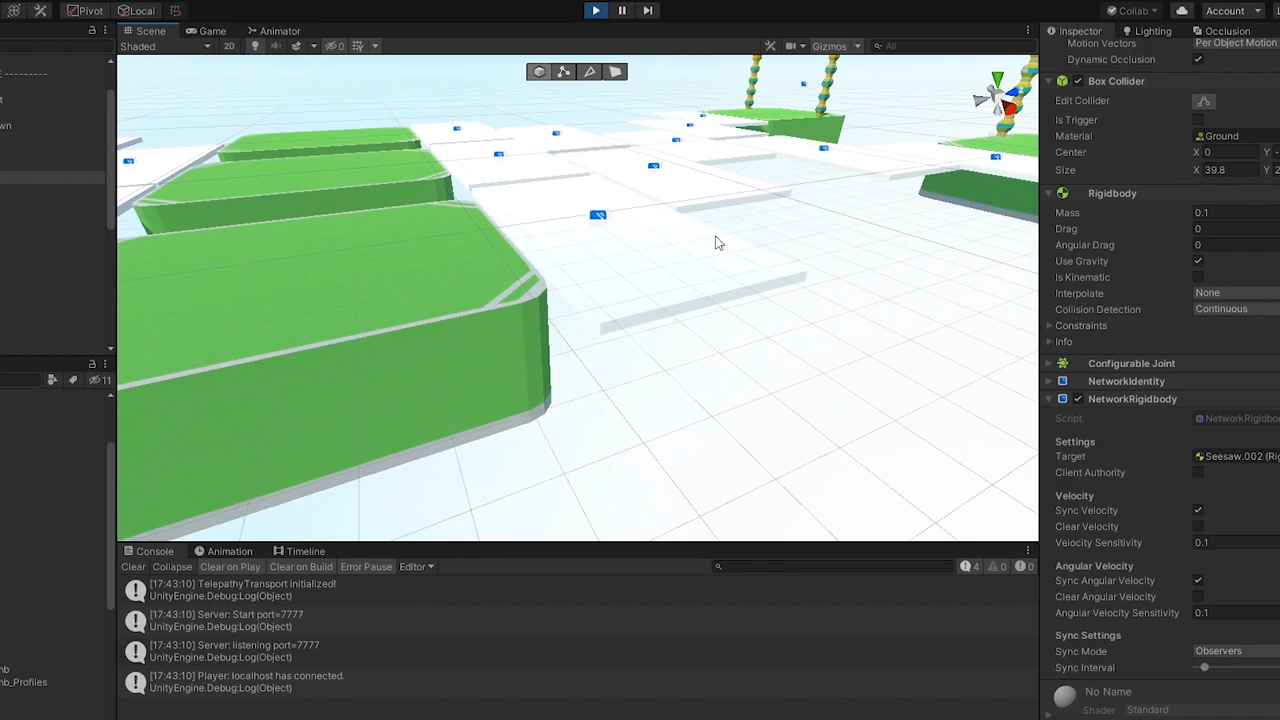 Pivot Local Collab Account
Scene Game Animator Inspector Lighting Occlusion
Shaded 2D 0 Gizmos All Motion Vectors Per Object Motion
Dynamic Occlusion
E ---------
Box Collider
Edit Collider
Is Trigger
Material Ground
Center X 0 Y -
Size X 39.8 Y 2
Rigidbody
Mass 0.1
Drag 0
Angular Drag 0
Use Gravity
Is Kinematic
Interpolate None
Collision Detection Continuous
Constraints
Info
Configurable Joint
NetworkIdentity
NetworkRigidbody
Script NetworkRigidbo
Settings
Target Seesaw.002 (Rig
Client Authority
Velocity
Sync Velocity
Clear Velocity
Velocity Sensitivity 0.1
Angular Velocity
Sync Angular Velocity
Clear Angular Velocity
Angular Velocity Sensitivity 0.1
Sync Settings
Sync Mode Observers
Sync Interval
No Name
Shader Standard
11
Console Animation Timeline
Clear Collapse Clear on Play Clear on Build Error Pause Editor 4 0 0
[17:43:10] TelepathyTransport initialized!
UnityEngine.Debug:Log(Object)
[17:43:10] Server: Start port=7777
UnityEngine.Debug:Log(Object)
[17:43:10] Server: listening port=7777
UnityEngine.Debug:Log(Object)
[17:43:10] Player: localhost has connected.
UnityEngine.Debug:Log(Object)
mb
mb_Profiles